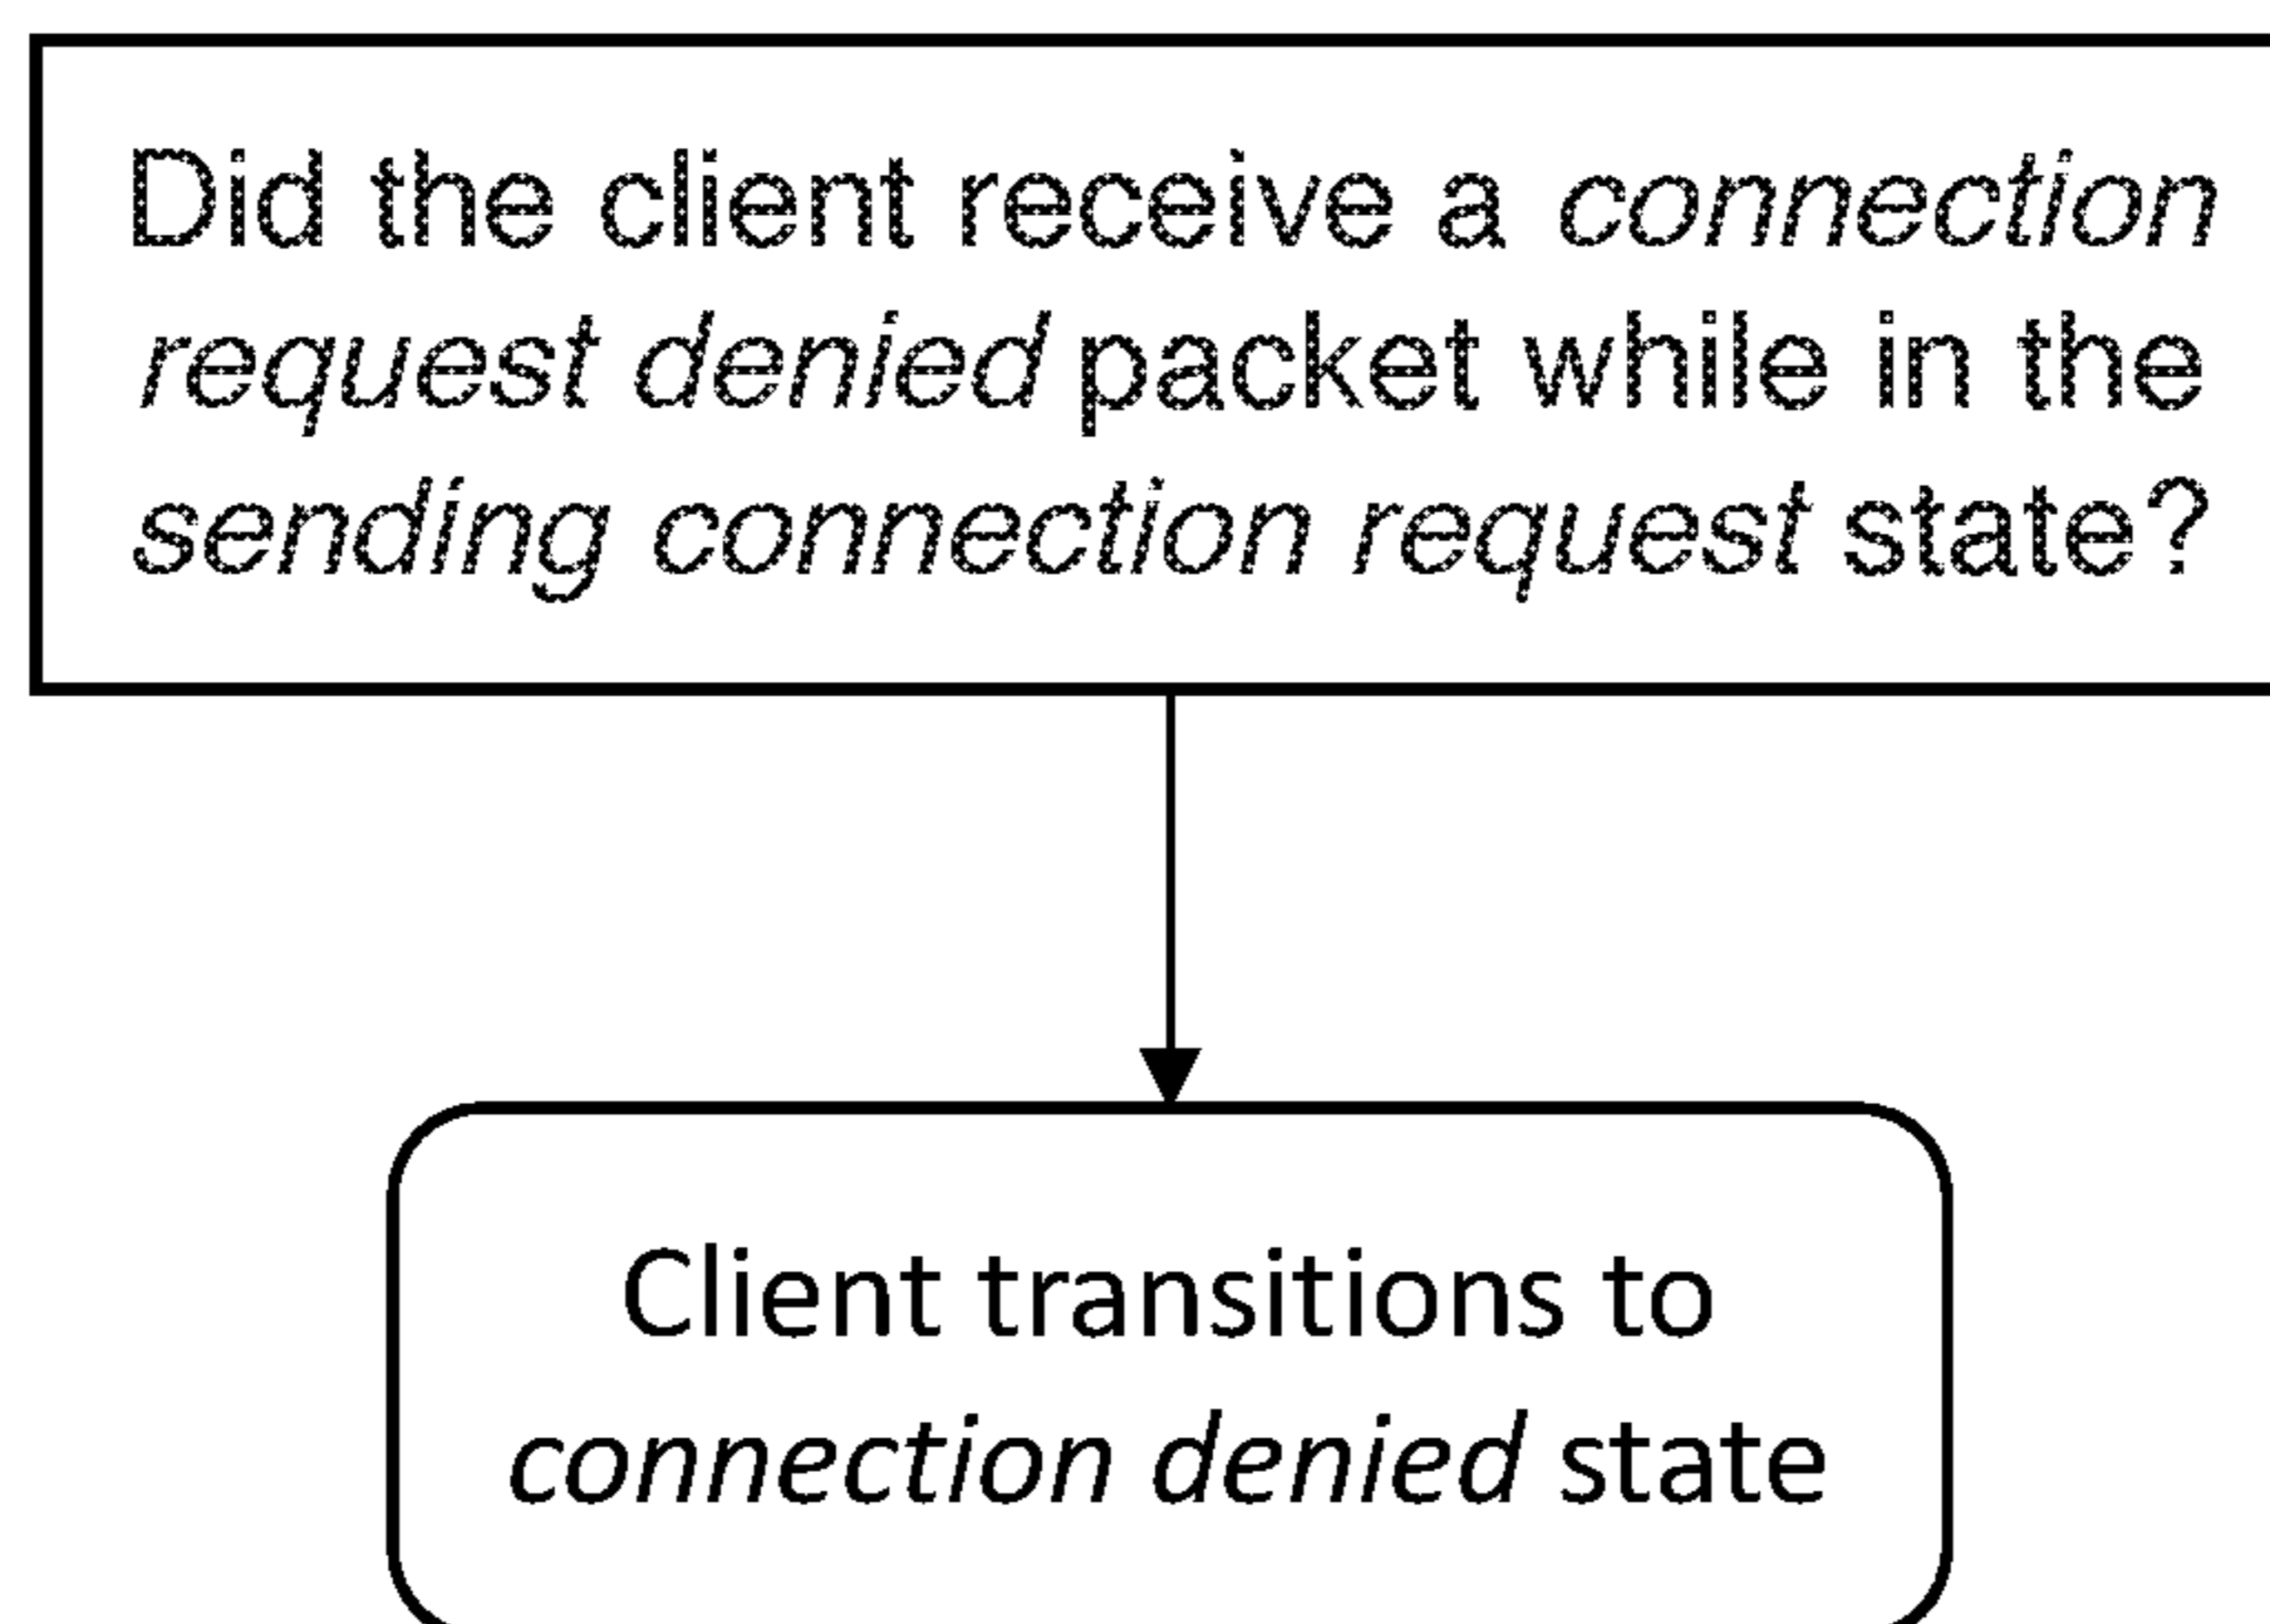 Did the client receive a connection
request denied packet while in the
sending connection request state?
Client transitions to
connection denied state